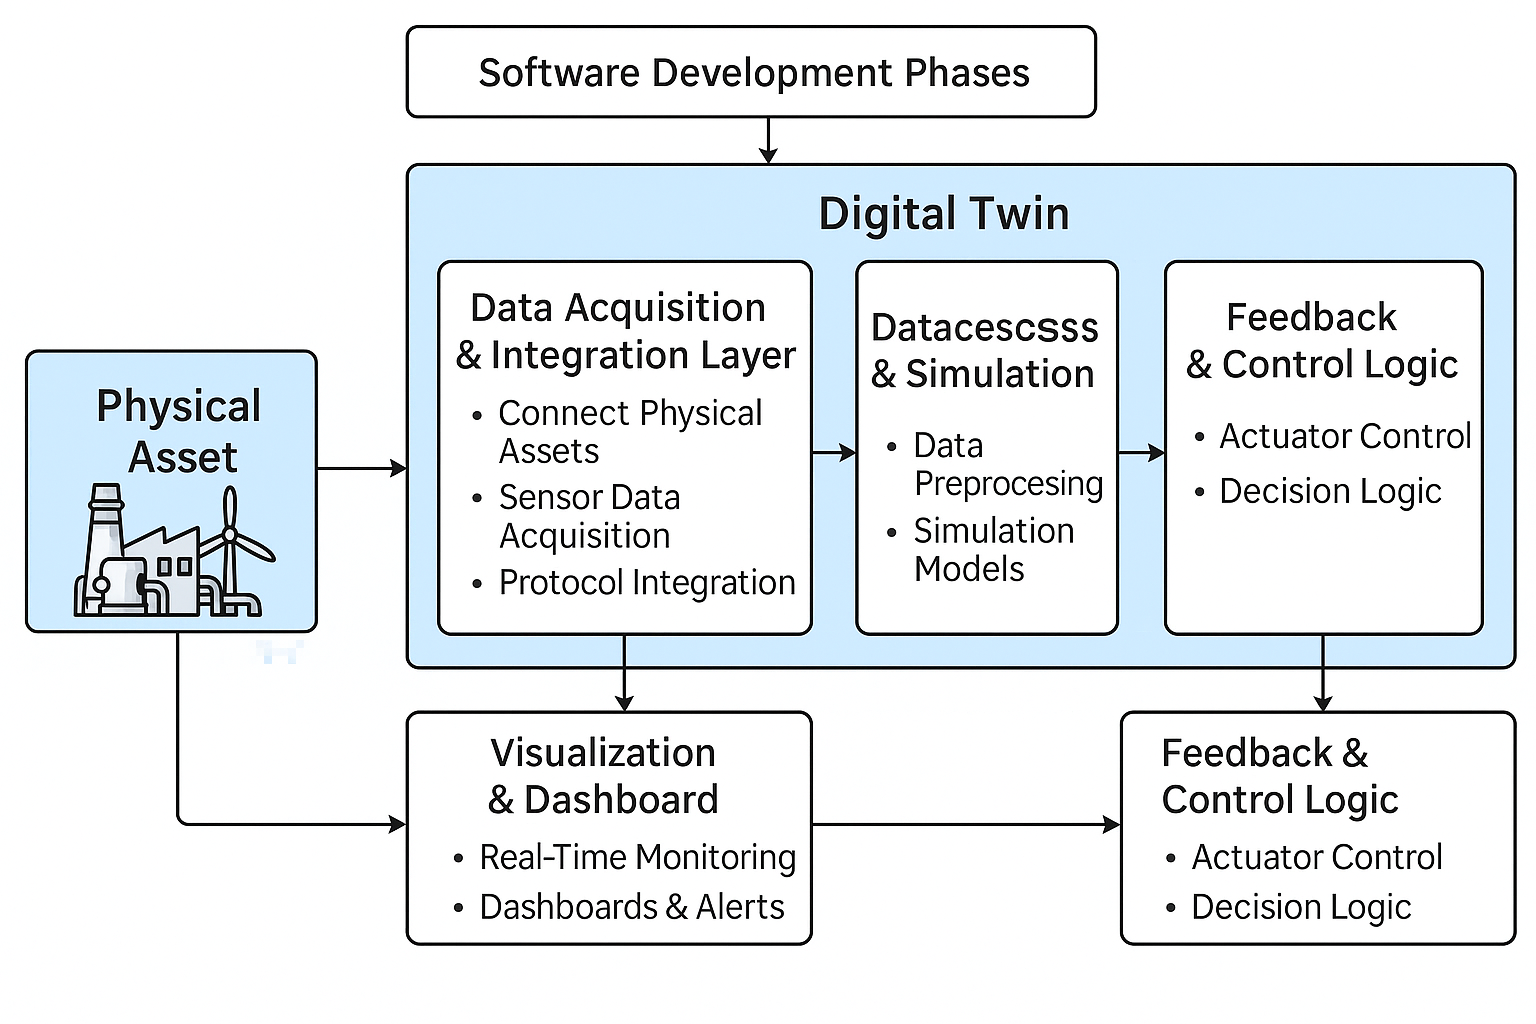 Software Development Phases
Digital Twin
Physical
Asset
Data Acquisition
& Integration Layer
• Connect Physical
Assets
• Sensor Data
Acquisition
• Protocol Integration
Datacescsss
& Simulation
• Data
Preprocesing
• Simulation
Models
Feedback
& Control Logic
• Actuator Control
• Decision Logic
Visualization
& Dashboard
• Real-Time Monitoring
• Dashboards & Alerts
Feedback &
Control Logic
• Actuator Control
• Decision Logic